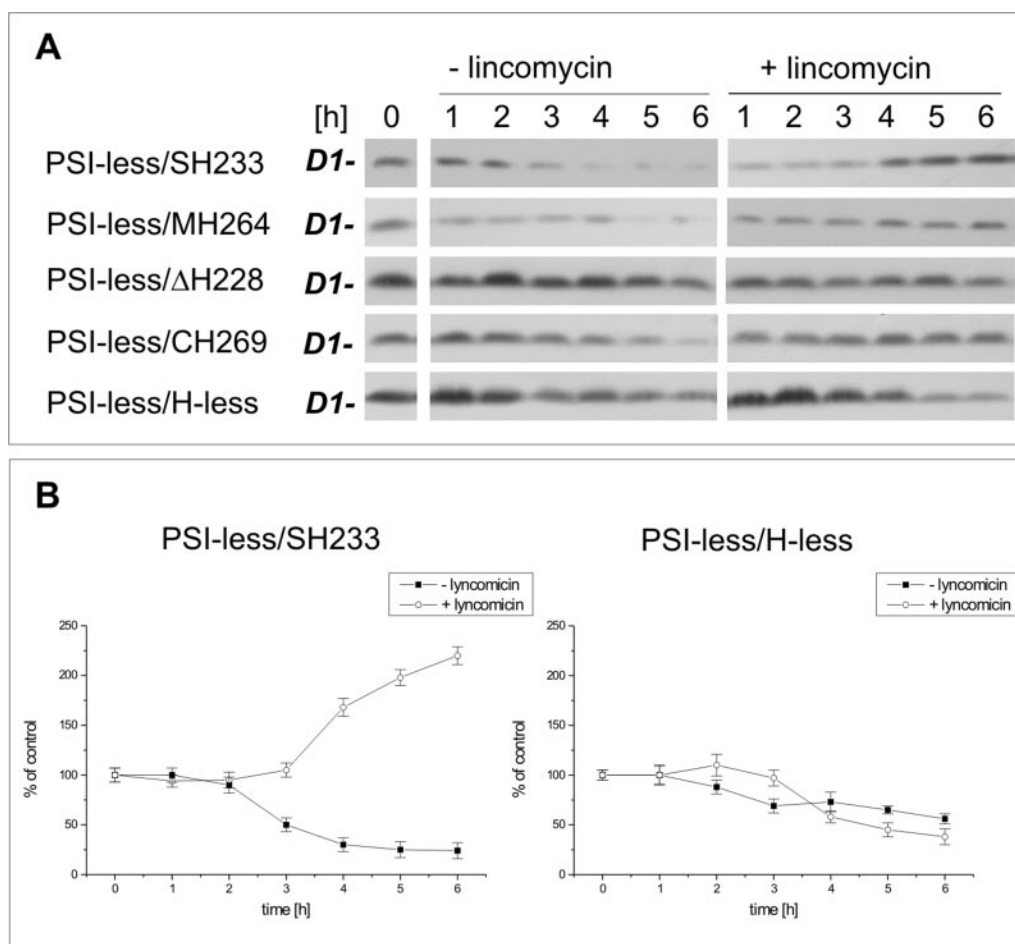 A
- lincomycin + lincomycin
[h] 0 1 2 3 4 5 6 1 2 3 4 5 6
PSI-less/SH233 D1-
PSI-less/MH264 D1-
PSI-less/ΔH228 D1-
PSI-less/CH269 D1-
PSI-less/H-less D1-
B
PSI-less/SH233
- lyncomicin
+ lyncomicin
250
200
150
100
50
0
% of control
0 1 2 3 4 5 6
time [h]
PSI-less/H-less
- lyncomicin
+ lyncomicin
250
200
150
100
50
0
% of control
0 1 2 3 4 5 6
time [h]